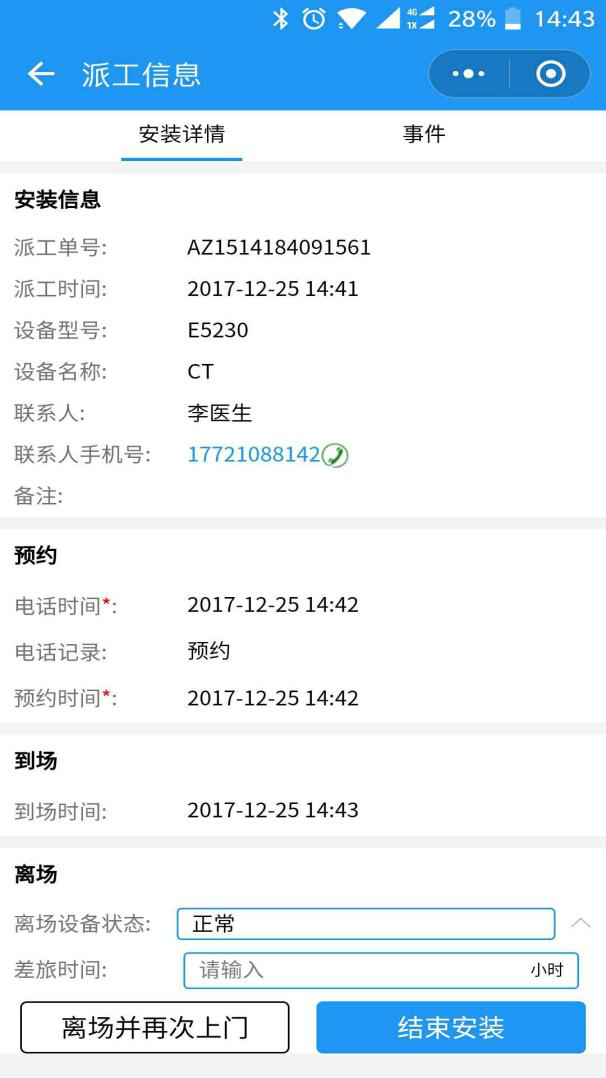 4G 1X 28% 14:43
派工信息
安装详情 事件
安装信息
派工单号: AZ1514184091561
派工时间: 2017-12-25 14:41
设备型号: E5230
设备名称: CT
联系人: 李医生
联系人手机号: 17721088142
备注:
预约
电话时间*: 2017-12-25 14:42
电话记录: 预约
预约时间*: 2017-12-25 14:42
到场
到场时间: 2017-12-25 14:43
离场
离场设备状态: 正常
差旅时间: 请输入 小时
离场并再次上门 结束安装